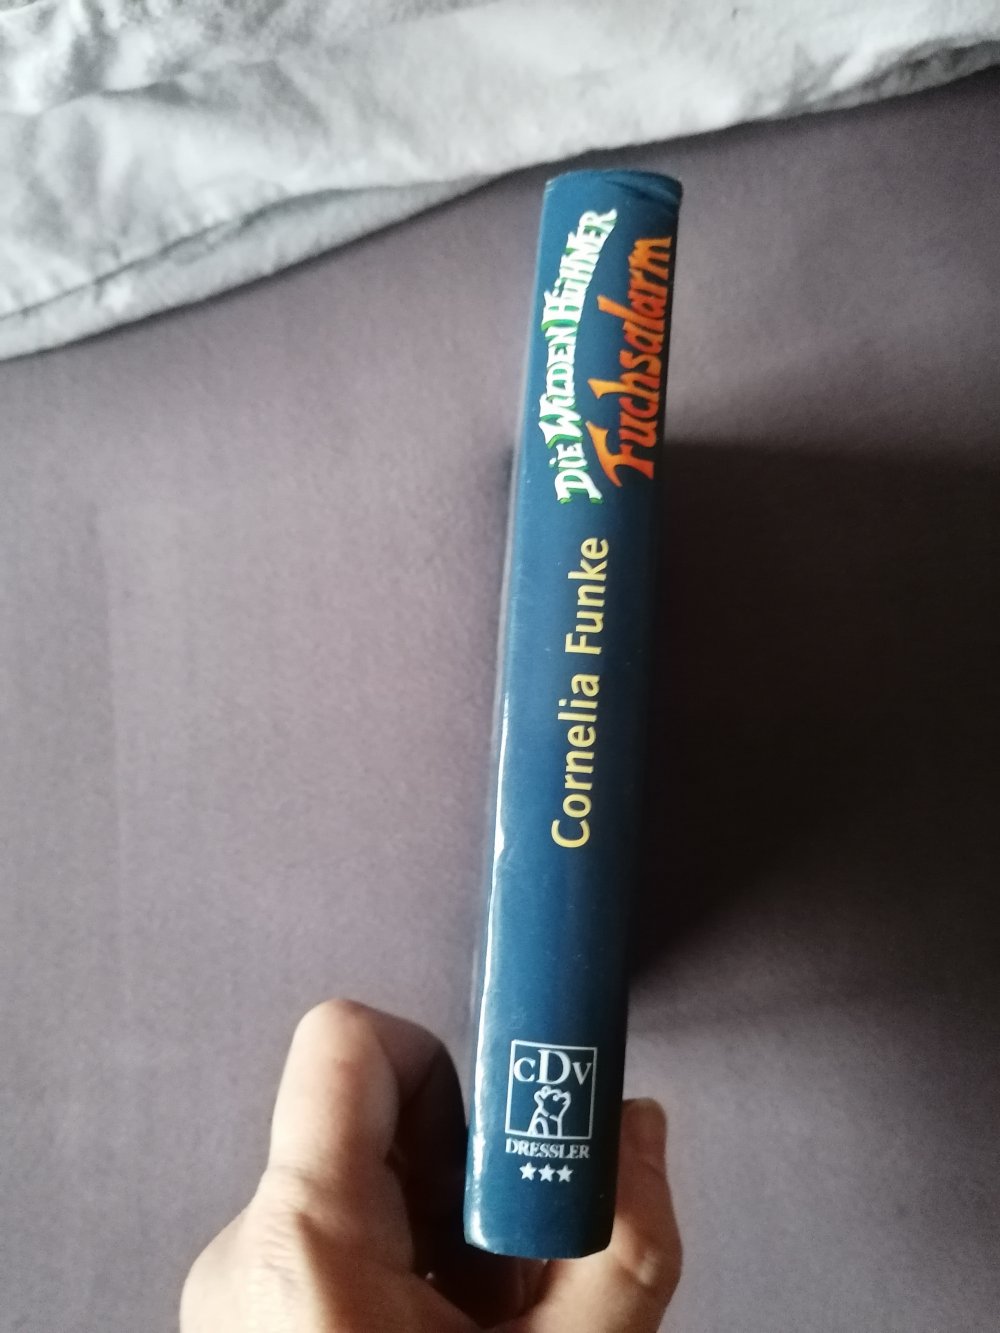 DIE WILDEN HÜHNER
Fuchsalarm
Cornelia Funke
CDV
DRESSLER